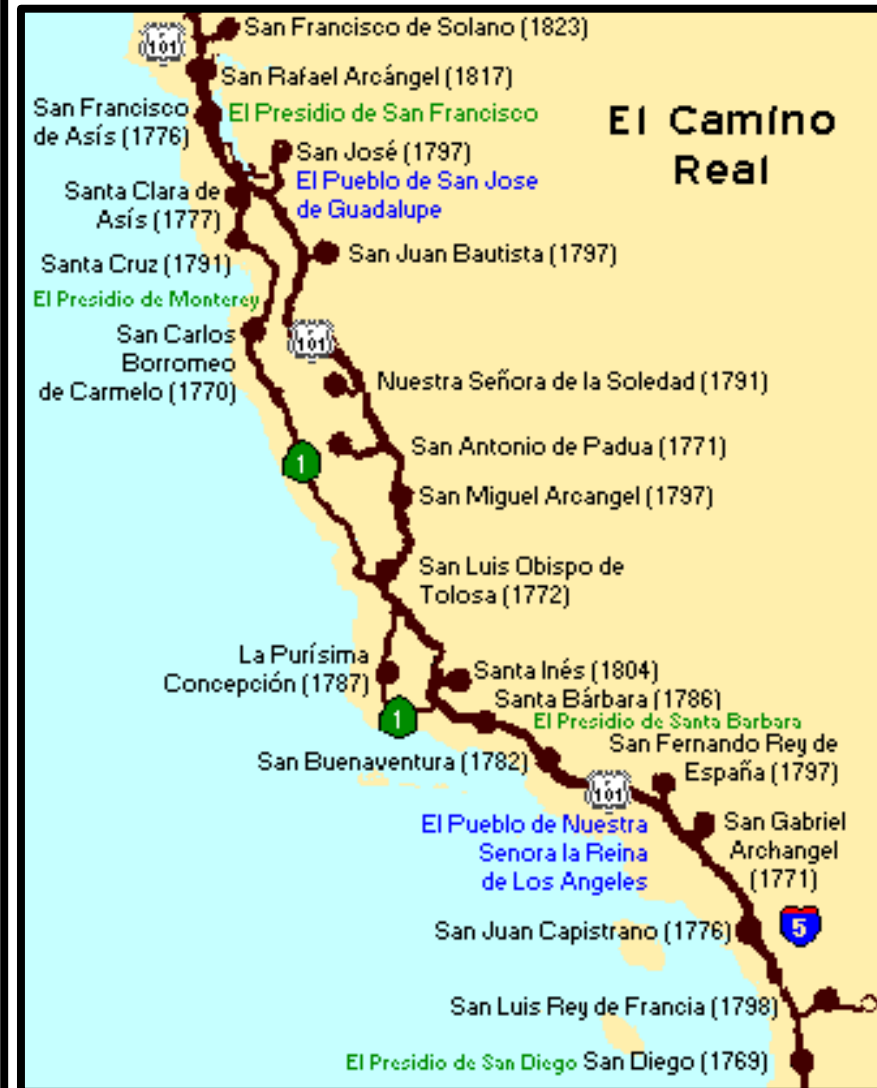 San Francisco de Solano (1823)
101
San Rafael Arcángel (1817)
San Francisco
de Asís (1776)
El Presidio de San Francisco
El Camíno
Real
San José (1797)
El Pueblo de San Jose
de Guadalupe
Santa Clara de
Asís (1777)
San Juan Bautista (1797)
Santa Cruz (1791)
El Presidio de Monterey
San Carlos
Borromeo
de Carmelo (1770)
101
Nuestra Señora de la Soledad (1791)
San Antonio de Padua (1771)
1
San Miguel Arcangel (1797)
San Luis Obispo de
Tolosa (1772)
La Purísima
Concepción (1787)
Santa Inés (1804)
Santa Bárbara (1786)
1
El Presidio de Santa Barbara
San Buenaventura (1782)
San Fernando Rey de
España (1797)
101
El Pueblo de Nuestra
Senora la Reina
de Los Angeles
San Gabriel
Archangel
(1771)
San Juan Capistrano (1776)
5
San Luis Rey de Francia (1798)
El Presidio de San Diego
San Diego (1769)